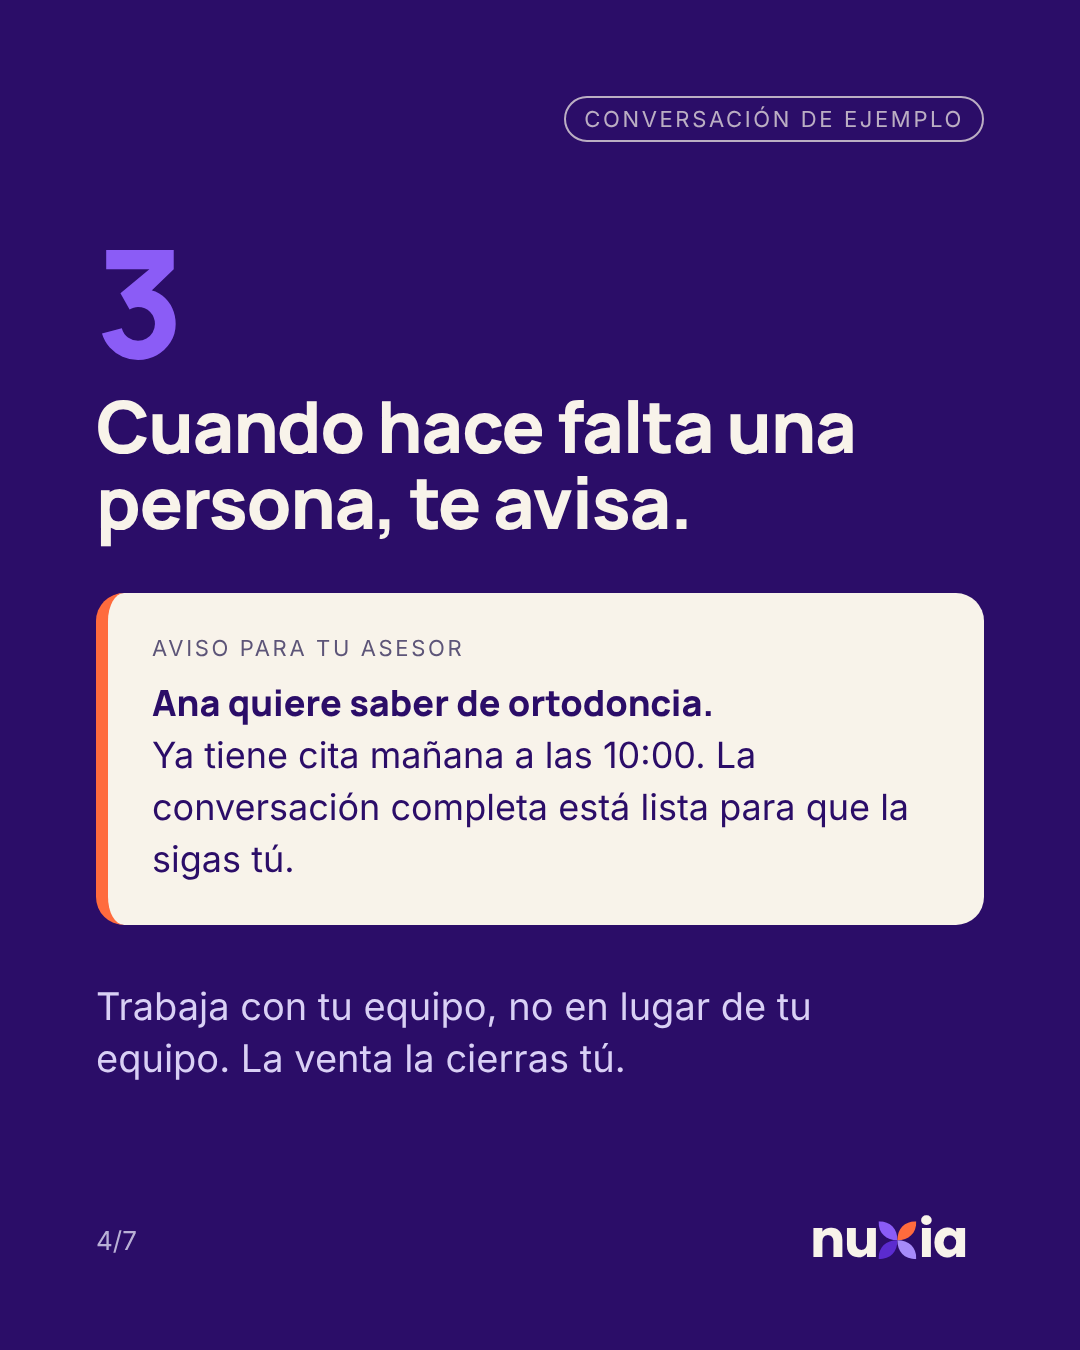 CONVERSACIÓN DE EJEMPLO
3
Cuando hace falta una
persona, te avisa.
AVISO PARA TU ASESOR
Ana quiere saber de ortodoncia.
Ya tiene cita mañana a las 10:00. La
conversación completa está lista para que la
sigas tú.
Trabaja con tu equipo, no en lugar de tu
equipo. La venta la cierras tú.
4/7
nuxia